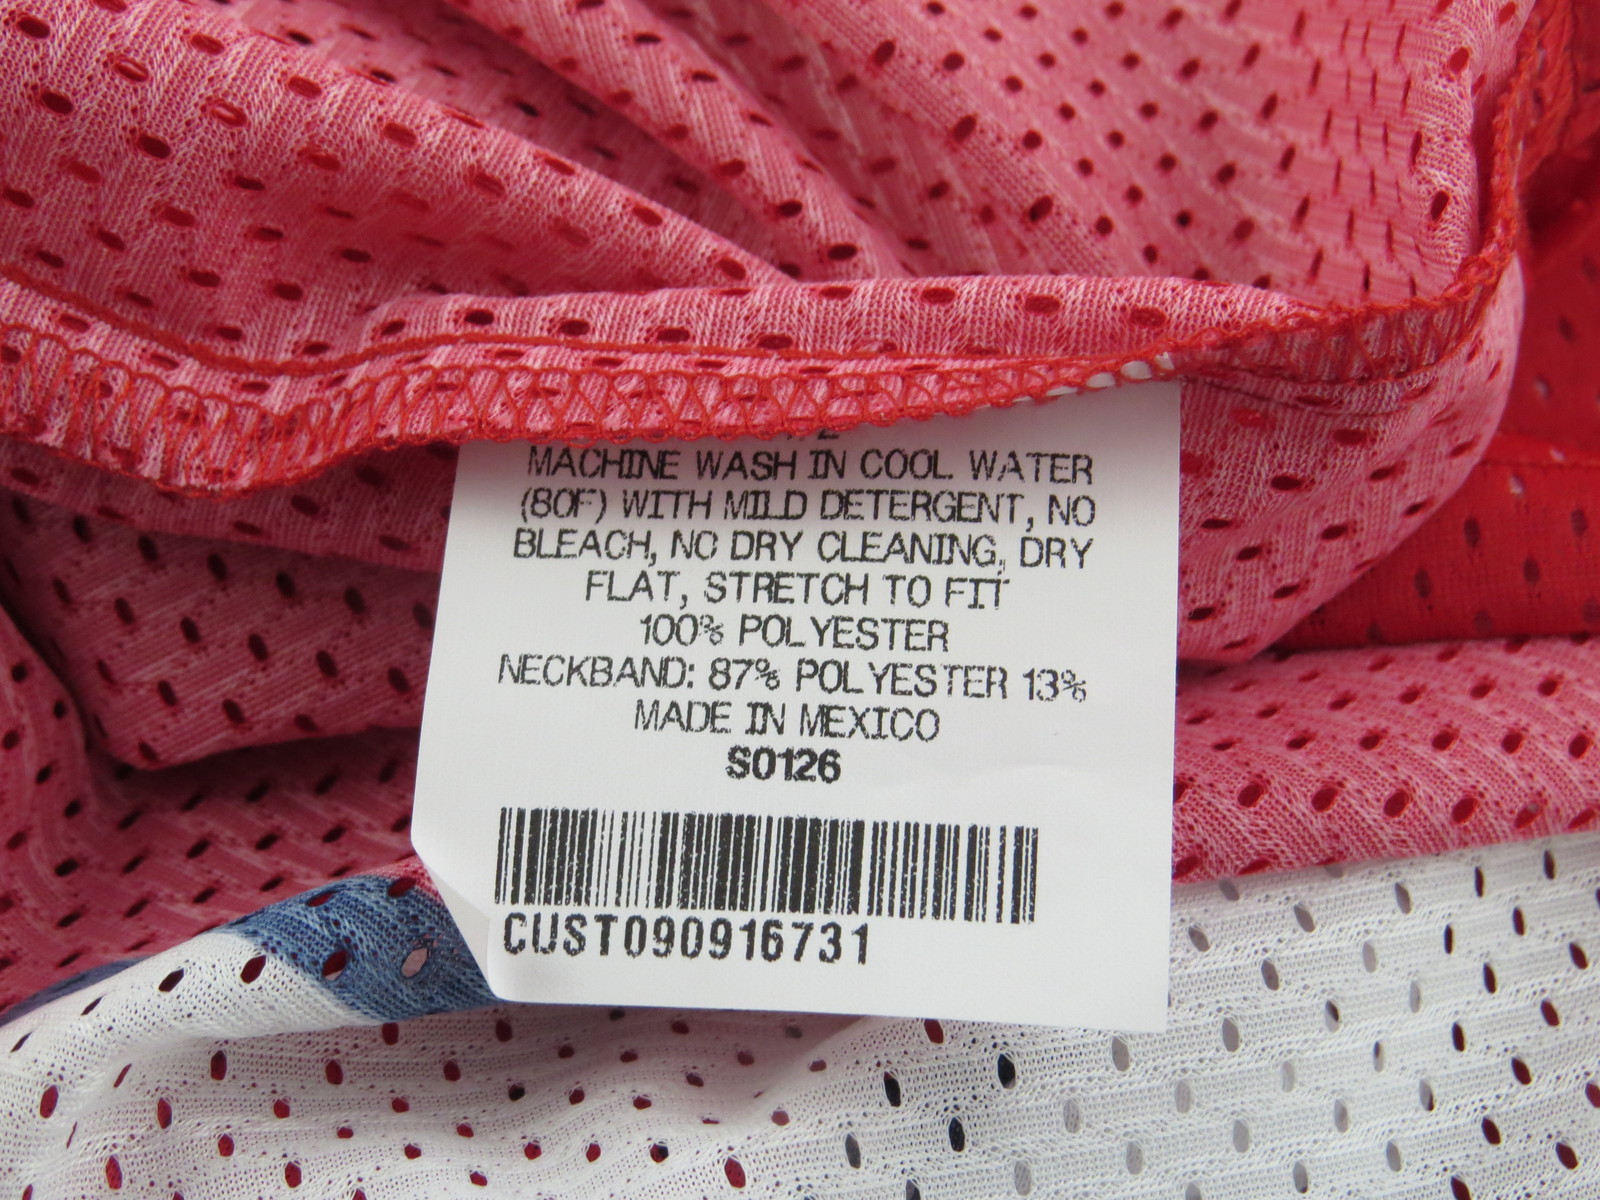 MACHINE WASH IN COOL WATER
(80F) WITH MILD DETERGENT, NO
BLEACH, NO DRY CLEANING, DRY
FLAT, STRETCH TO FIT
100% POLYESTER
NECKBAND: 87% POLYESTER 13%
MADE IN MEXICO
S0126
CUST090916731